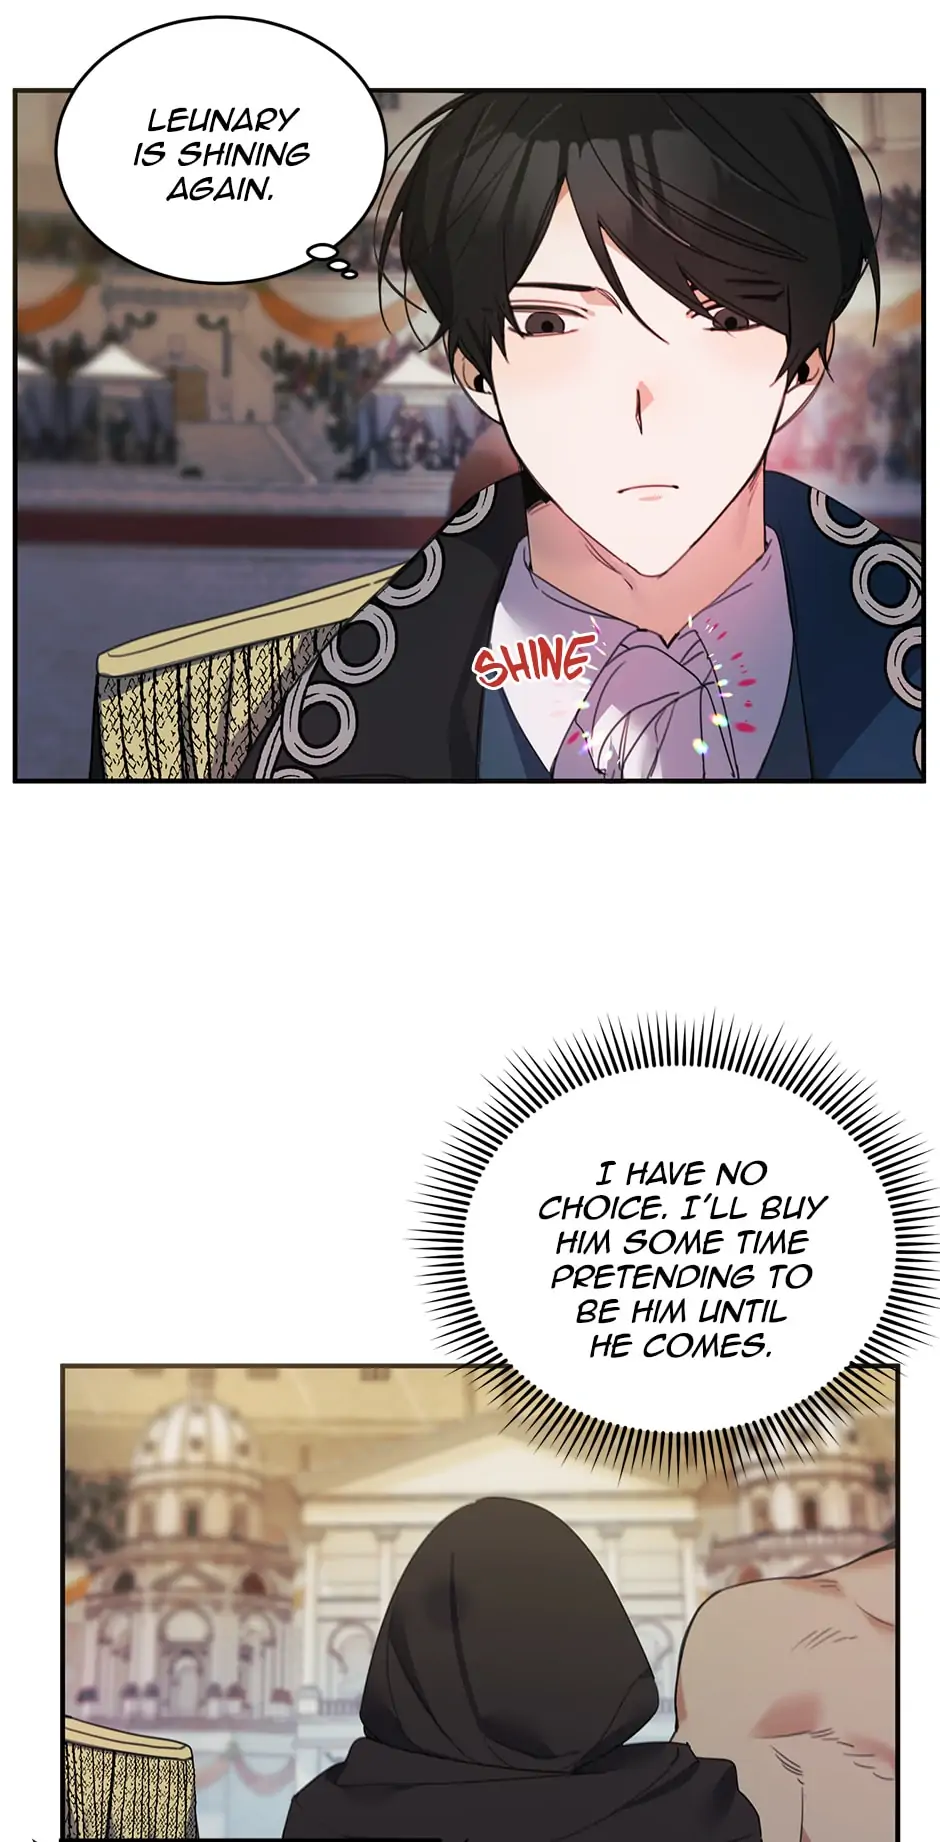 LEUNARY
IS SHINING
AGAIN.
SHINE
I HAVE NO
CHOICE. I'LL BUY
HIM SOME TIME
PRETENDING TO
BE HIM UNTIL
HE COMES.